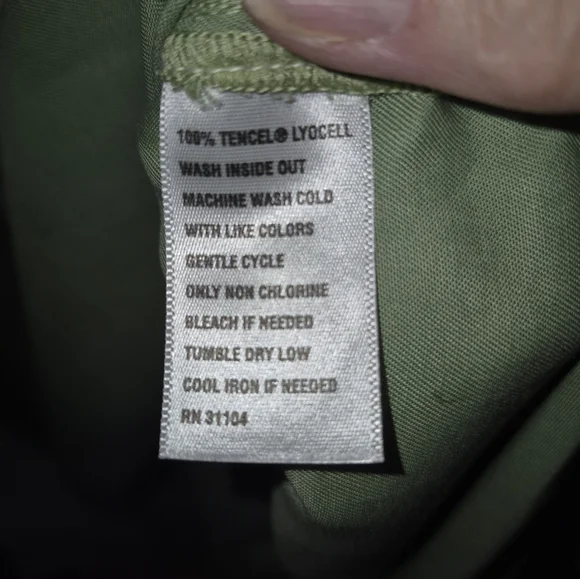 100% TENCEL® LYOCELL
WASH INSIDE OUT
MACHINE WASH COLD
WITH LIKE COLORS
GENTLE CYCLE
ONLY NON CHLORINE
BLEACH IF NEEDED
TUMBLE DRY LOW
COOL IRON IF NEEDED
RN 31104